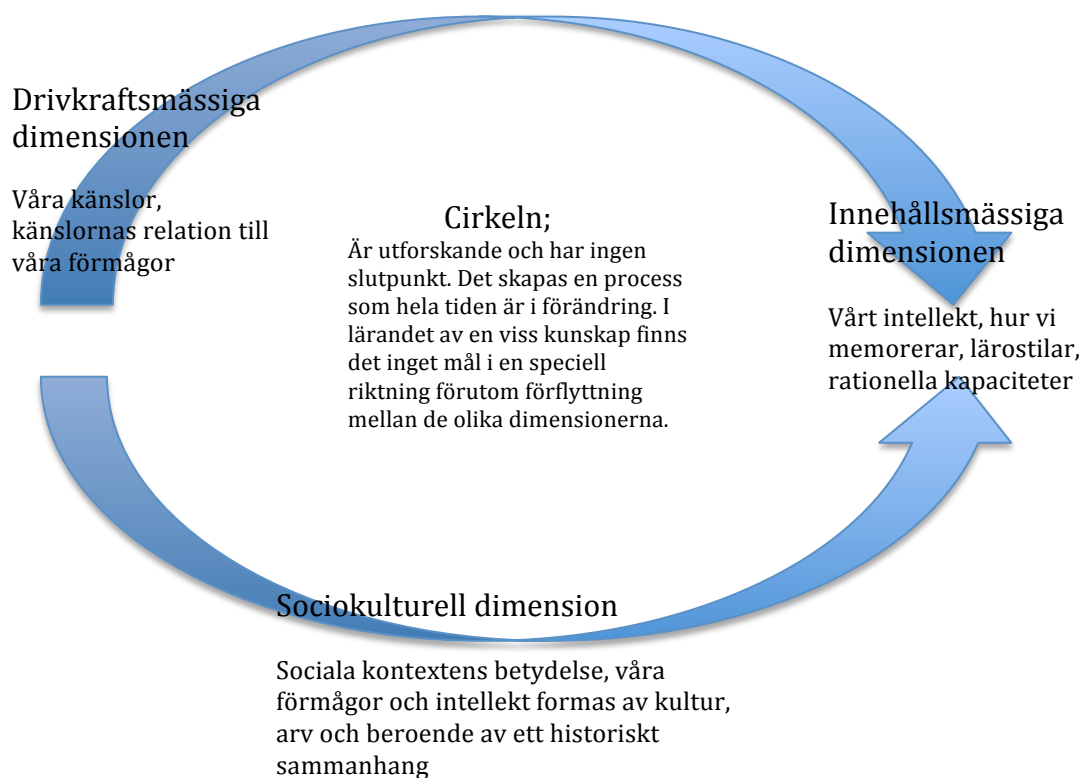 Drivkraftsmässiga
dimensionen
Våra känslor,
känslornas relation till
våra förmågor
Cirkeln;
Är utforskande och har ingen
slutpunkt. Det skapas en process
som hela tiden är i förändring. I
lärandet av en viss kunskap finns
det inget mål i en speciell
riktning förutom förflyttning
mellan de olika dimensionerna.
Innehållsmässiga
dimensionen
Vårt intellekt, hur vi
memorerar, lärostilar,
rationella kapaciteter
Sociokulturell dimension
Sociala kontextens betydelse, våra
förmågor och intellekt formas av kultur,
arv och beroende av ett historiskt
sammanhang